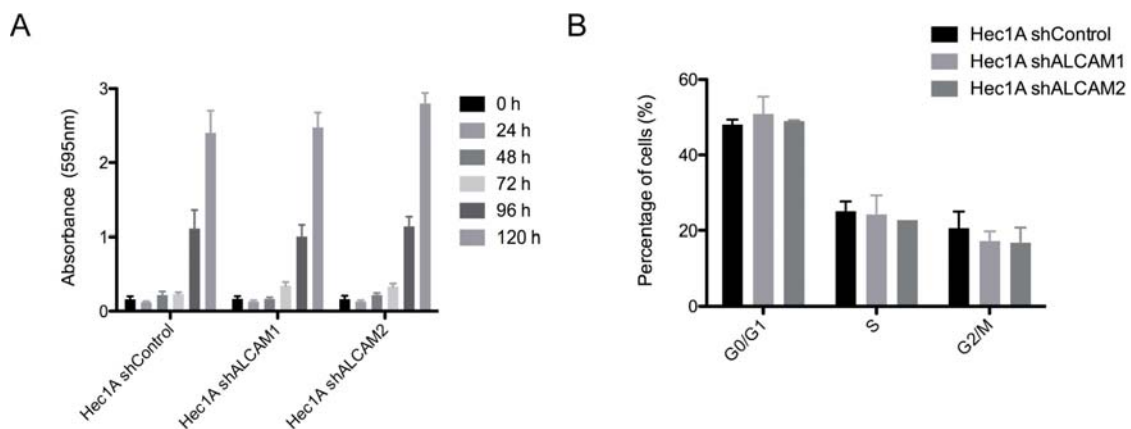 A
Absorbance (595nm)
3
2
1
0
Hec1A shControl
Hec1A shALCAM1
Hec1A shALCAM2
0 h
24 h
48 h
72 h
96 h
120 h
B
Percentage of cells (%)
60
40
20
0
G0/G1
S
G2/M
Hec1A shControl
Hec1A shALCAM1
Hec1A shALCAM2